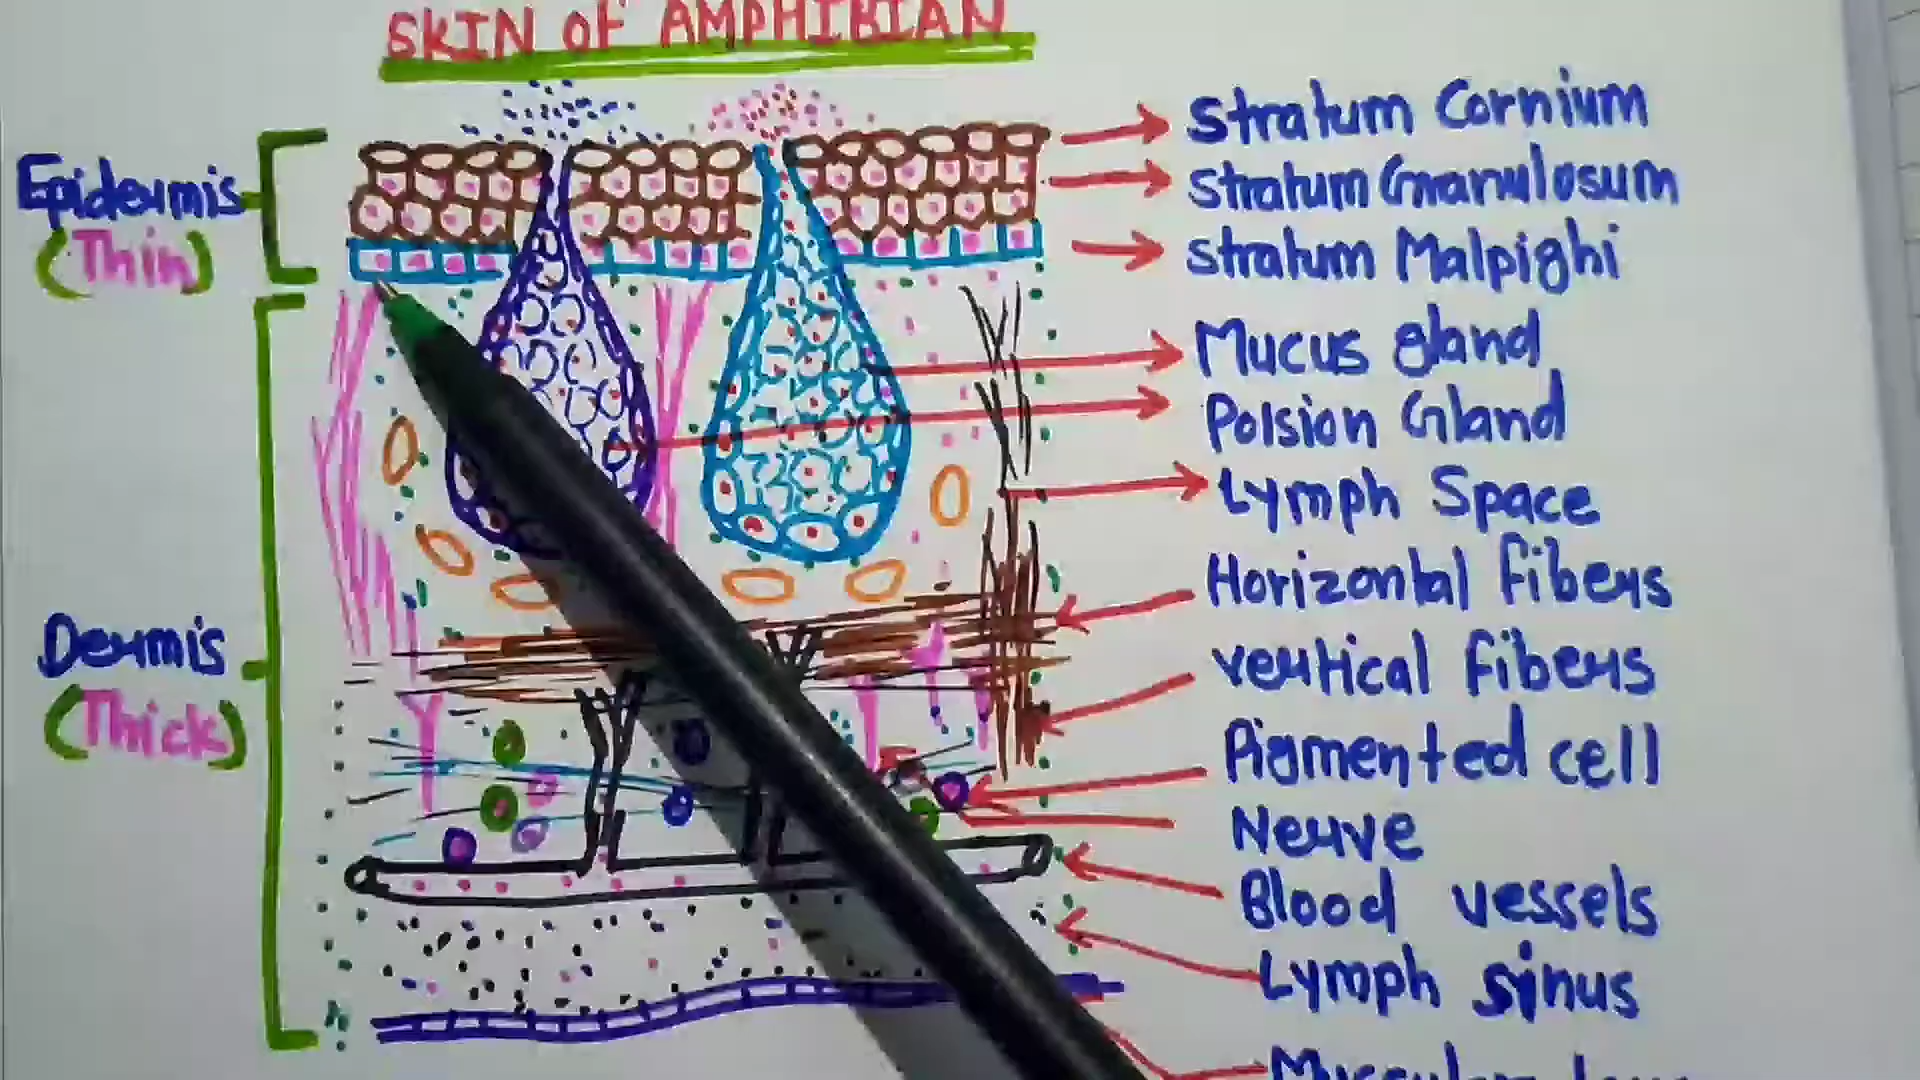 SKIN OF AMPHIBIAN
Stratum Cornium
Epidermis
(Thin)
Stratum Granulosum
Stratum Malpighi
Mucus gland
Polsion Gland
Lymph Space
Horizontal Fibers
Dermis
(Thick)
vertical Fibers
Pigmented cell
Nerve
Blood vessels
Lymph sinus